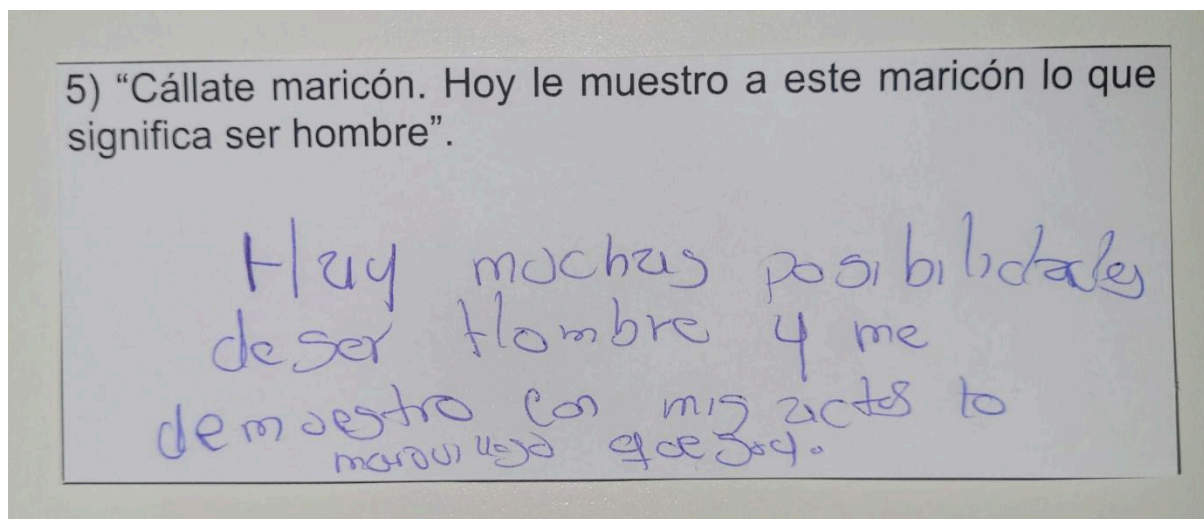 5) “Cállate maricón. Hoy le muestro a este maricón lo que
significa ser hombre”.
Hay muchas posibilidades
de ser Hombre y me
demuestro con mis actos lo
maravilloso que soy.